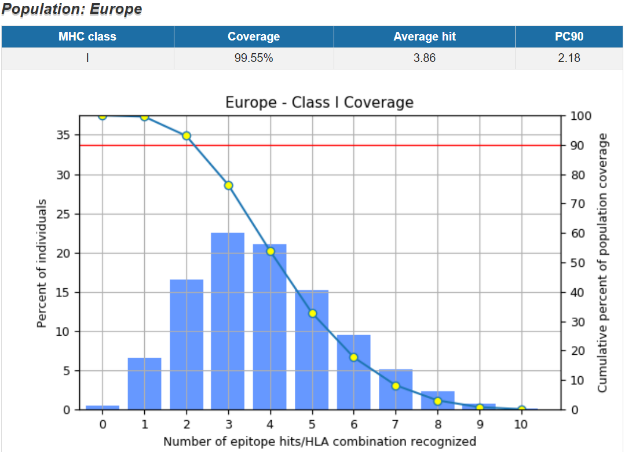 Population: Europe
MHC class Coverage Average hit PC90
I 99.55% 3.86 2.18
Europe - Class I Coverage
35
30
25
20
15
10
5
0
Percent of individuals
100
90
80
70
60
50
40
30
20
10
0
Cumulative percent of population coverage
0 1 2 3 4 5 6 7 8 9 10
Number of epitope hits/HLA combination recognized